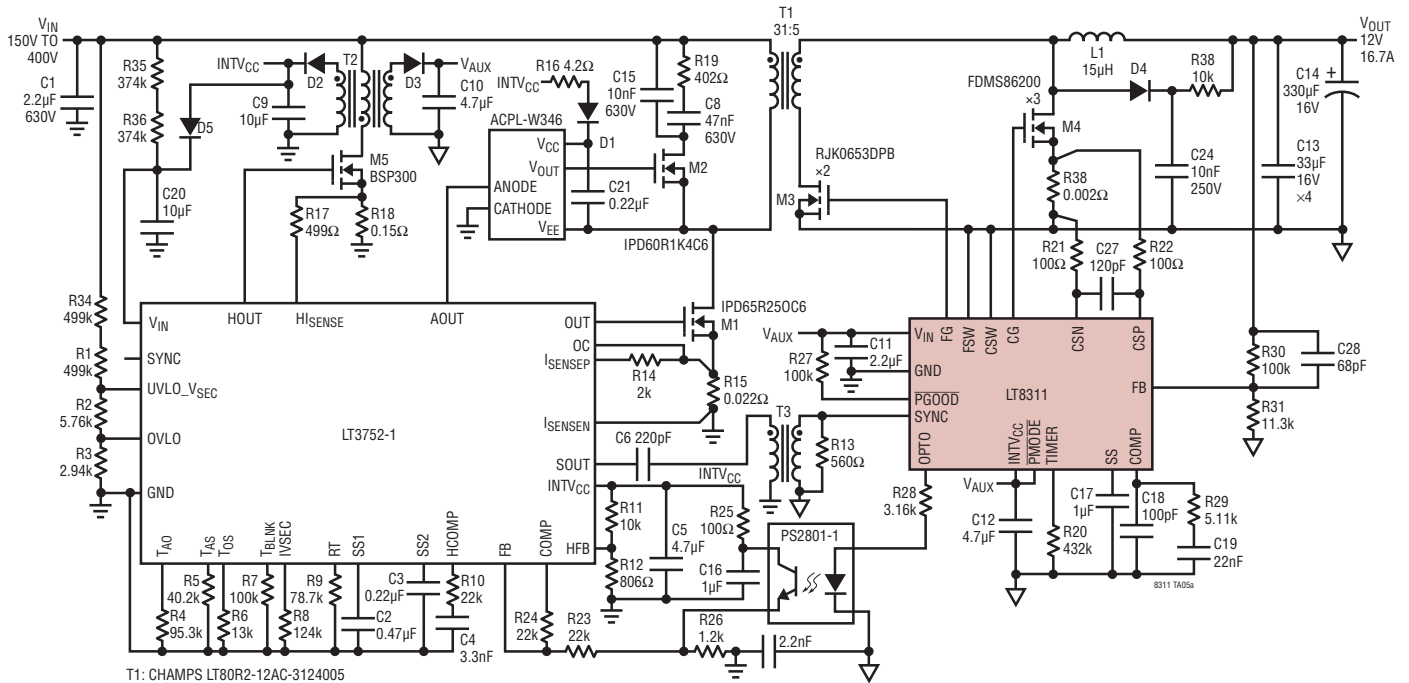 VIN
150V TO
400V
C1
2.2µF
630V
R35
374k
R36
374k
C20
10µF
INTVCC
D2
T2
D3
VAUX
C9
10µF
D5
C10
4.7µF
M5
BSP300
R17
499Ω
R18
0.15Ω
R16 4.2Ω
INTVCC
ACPL-W346
VCC
VOUT
ANODE
CATHODE
VEE
D1
C21
0.22µF
C15
10nF
630V
R19
402Ω
C8
47nF
630V
M2
IPD60R1K4C6
T1
31:5
RJK0653DPB
×2
M3
FDMS86200
×3
M4
L1
15µH
D4
R38
10k
R38
0.002Ω
C24
10nF
250V
C14
330µF
16V
+
C13
33µF
16V
×4
VOUT
12V
16.7A
R21
100Ω
C27
120pF
R22
100Ω
R34
499k
R1
499k
R2
5.76k
R3
2.94k
VIN
SYNC
UVLO_VSEC
OVLO
GND
HOUT
HISENSE
AOUT
LT3752-1
OUT
OC
ISENSEP
ISENSEN
SOUT
INTVCC
HFB
TAO
TAS
TOS
TBLNK
IVSEC
RT
SS1
SS2
HCOMP
FB
COMP
IPD65R25OC6
M1
R14
2k
R15
0.022Ω
C6 220pF
T3
R13
560Ω
INTVCC
R11
10k
R12
806Ω
C5
4.7µF
R25
100Ω
C16
1µF
PS2801-1
R4
95.3k
R5
40.2k
R6
13k
R7
100k
R8
124k
R9
78.7k
C2
0.47µF
C3
0.22µF
R10
22k
C4
3.3nF
R24
22k
R23
22k
R26
1.2k
2.2nF
VAUX
C11
2.2µF
R27
100k
VIN
GND
PGOOD
SYNC
FG
FSW
CSW
CG
CSN
CSP
LT8311
FB
OPTO
INTVCC
PMODE
TIMER
SS
COMP
R30
100k
C28
68pF
R31
11.3k
R28
3.16k
VAUX
C12
4.7µF
R20
432k
C17
1µF
C18
100pF
R29
5.11k
C19
22nF
8311 TA05a
T1: CHAMPS LT80R2-12AC-3124005